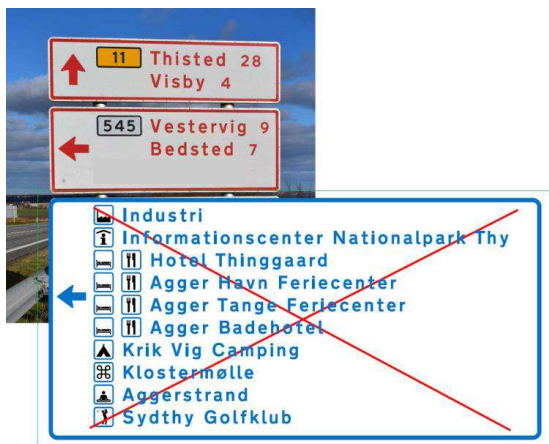 11 Thisted 28
Visby 4
545 Vestervig 9
Bedsted 7
Industri
Informationscenter Nationalpark Thy
Hotel Thinggaard
Agger Havn Feriecenter
Agger Tange Feriecenter
Agger Badehotel
Krik Vig Camping
Klostermølle
Aggerstrand
Sydthy Golfklub